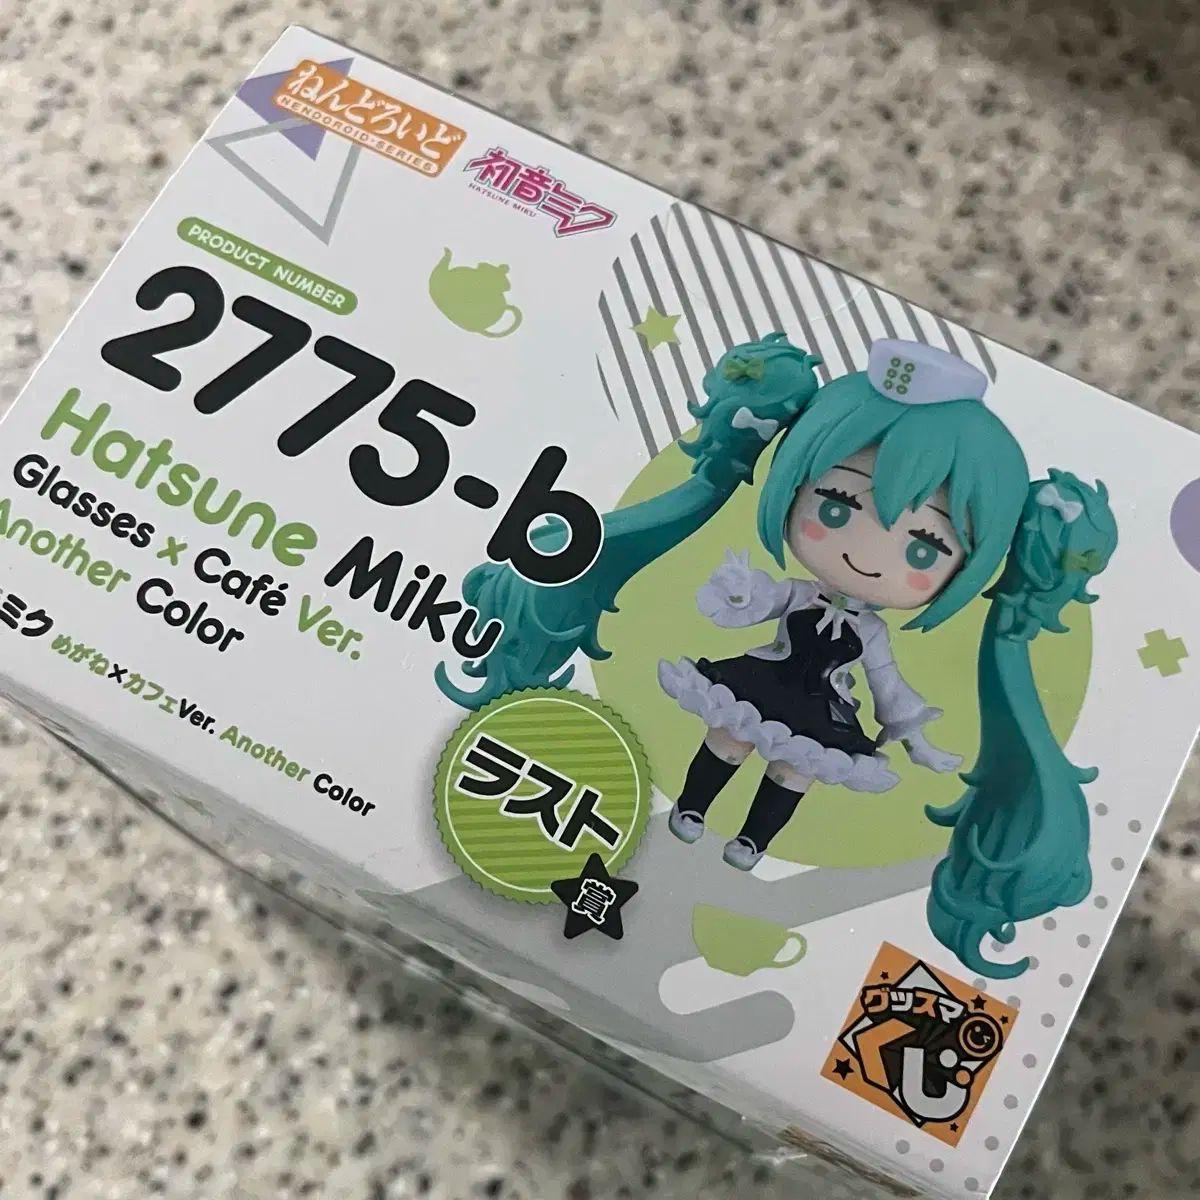 ねんどろいど
NENDOROID·SERIES
初音ミク
HATSUNE MIKU
PRODUCT NUMBER
2775-b
Hatsune Miku
Glasses x Café Ver.
Another Color
ミク めがね×カフェVer. Another Color
ラスト
賞
グッスマ
くじ